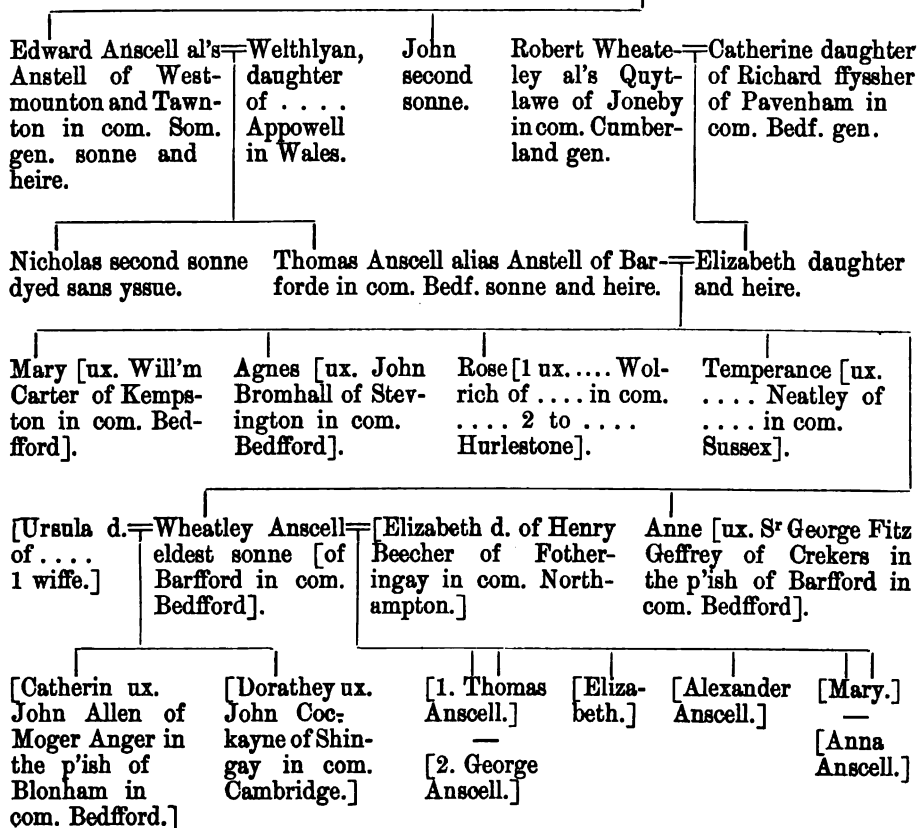 Edward Anscell al's
Anstell of West-
mounton and Tawn-
ton in com. Som.
gen. sonne and
heire.
Welthlyan,
daughter
of . . . .
Appowell
in Wales.
John
second
sonne.
Robert Wheate-
ley al's Quyt-
lawe of Joneby
in com. Cumber-
land gen.
Catherine daughter
of Richard ffyssher
of Pavenham in
com. Bedf. gen.
Nicholas second sonne
dyed sans yssue.
Thomas Anscell alias Anstell of Bar-
forde in com. Bedf. sonne and heire.
Elizabeth daughter
and heire.
Mary [ux. Will'm
Carter of Kemps-
ton in com. Bed-
fford].
Agnes [ux. John
Bromhall of Stev-
ington in com.
Bedfford].
Rose [1 ux. .... Wol-
rich of .... in com.
.... 2 to ....
Hurlestone].
Temperance [ux.
.... Neatley of
.... in com.
Sussex].
[Ursula d.
of . . . .
1 wiffe.]
Wheatley Anscell
eldest sonne [of
Barfford in com.
Bedfford].
[Elizabeth d. of Henry
Beecher of Fother-
ingay in com. North-
ampton.]
Anne [ux. Sr George Fitz
Geffrey of Crekers in
the p'ish of Barfford in
com. Bedfford].
[Catherin ux.
John Allen of
Moger Anger in
the p'ish of
Blonham in
com. Bedfford.]
[Dorathey ux.
John Coc-
kayne of Shin-
gay in com.
Cambridge.]
[1. Thomas
Anscell.]
—
[2. George
Anscell.]
[Eliza-
beth.]
[Alexander
Anscell.]
[Mary.]
—
[Anna
Anscell.]